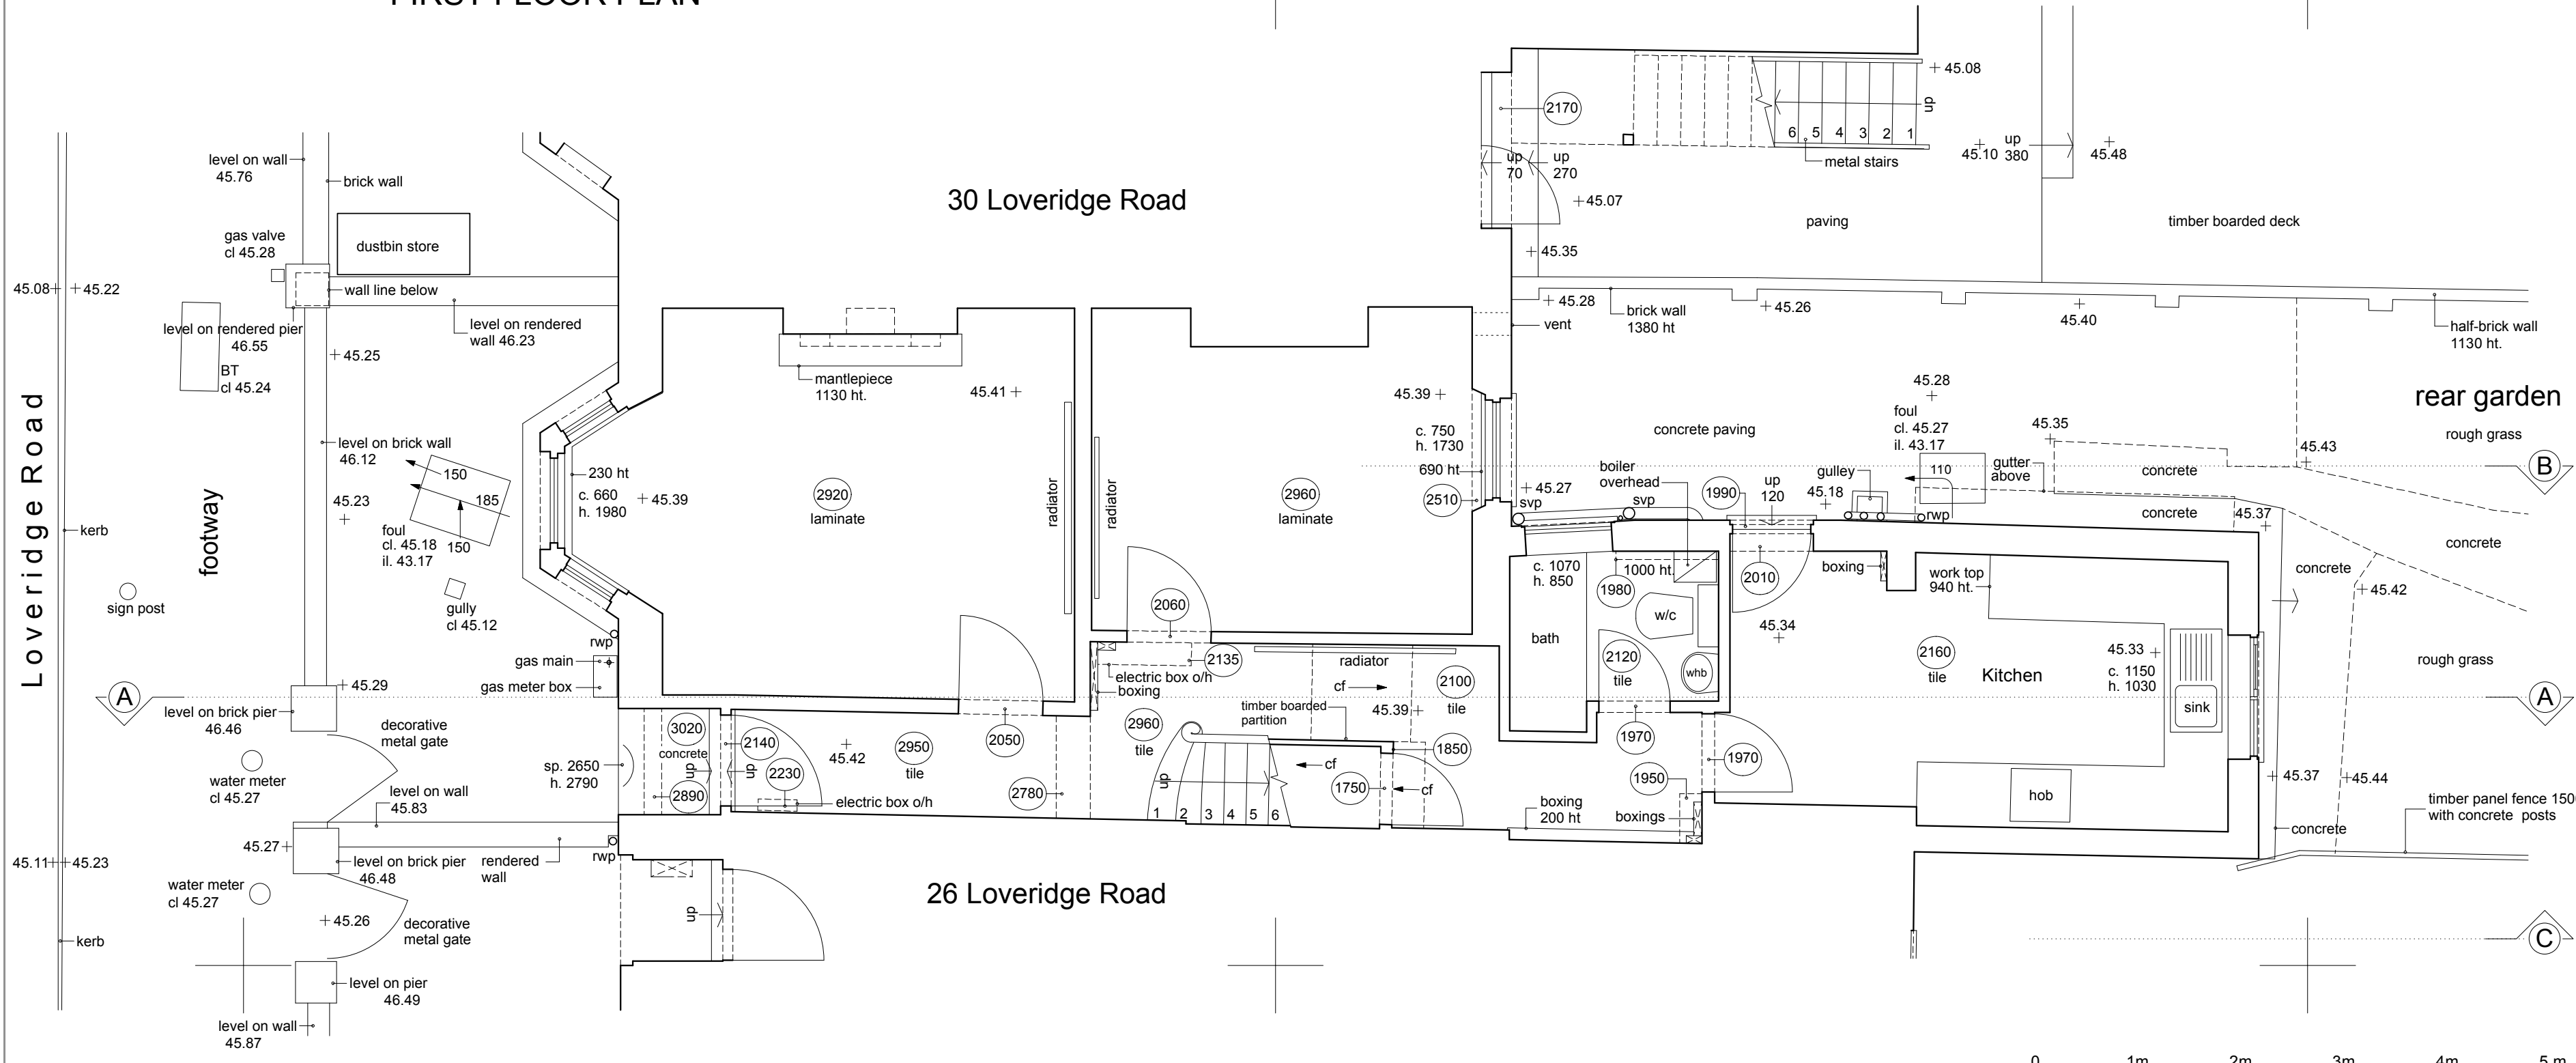 FIRST FLOOR PLAN
level on wall
45.76
brick wall
gas valve
cl 45.28
dustbin store
45.08
45.22
wall line below
level on rendered pier
46.55
level on rendered
wall 46.23
45.25
BT
cl 45.24
level on brick wall
46.12
150
185
150
45.23
foul
cl. 45.18
il. 43.17
kerb
footway
Loveridge Road
sign post
gully
cl 45.12
rwp
gas main
gas meter box
45.29
level on brick pier
46.46
decorative
metal gate
water meter
cl 45.27
level on wall
45.83
45.27
45.11
45.23
level on brick pier
46.48
rendered
wall
rwp
water meter
cl 45.27
45.26
decorative
metal gate
kerb
level on pier
46.49
level on wall
45.87
A
30 Loveridge Road
mantlepiece
1130 ht.
45.41
230 ht
c. 660
h. 1980
45.39
2920
laminate
radiator
radiator
2960
laminate
45.39
c. 750
h. 1730
690 ht
2510
2060
2135
electric box o/h
boxing
radiator
cf
2100
tile
45.39
timber boarded
partition
2960
tile
1850
3020
concrete
dn
dn
2140
2230
2890
sp. 2650
h. 2790
45.42
2950
tile
2050
2780
electric box o/h
dn
1 2 3 4 5 6
cf
1750
cf
boxing
200 ht
boxings
1950
1970
1970
26 Loveridge Road
dn
2170
up
70
up
270
45.07
45.35
6 5 4 3 2 1
dn
metal stairs
45.08
45.10
up
380
45.48
paving
timber boarded deck
45.28
vent
brick wall
1380 ht
45.26
45.40
half-brick wall
1130 ht.
rear garden
rough grass
concrete paving
45.28
foul
cl. 45.27
il. 43.17
45.35
45.43
110
gutter
above
concrete
concrete
45.37
B
boiler
overhead
svp
svp
45.27
1990
up
120
45.18
gulley
rwp
c. 1070
h. 850
1000 ht.
1980
w/c
bath
2120
tile
whb
2010
boxing
45.34
work top
940 ht.
2160
tile
Kitchen
45.33
c. 1150
h. 1030
sink
hob
concrete
concrete
45.42
rough grass
A
45.37
45.44
concrete
timber panel fence 150
with concrete posts
C
0 1m 2m 3m 4m 5 m